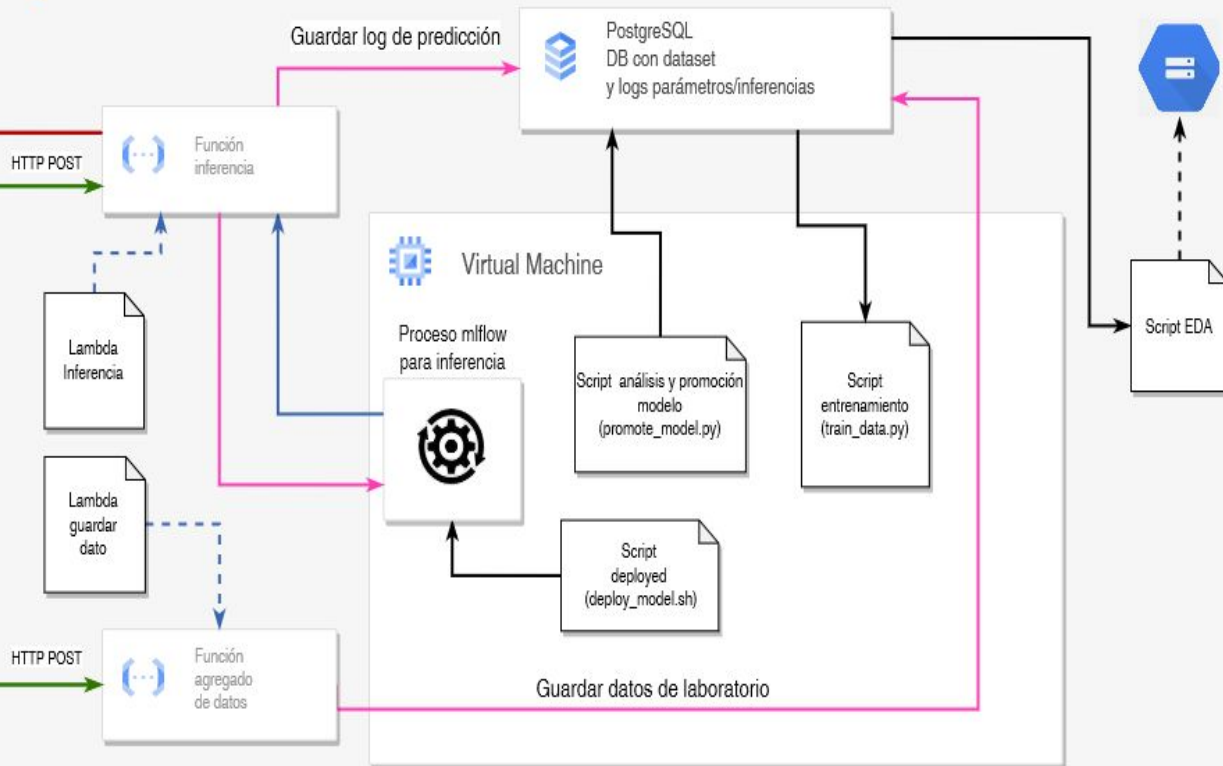 Guardar log de predicción
PostgreSQL
DB con dataset
y logs parámetros/inferencias
HTTP POST
Función
inferencia
Virtual Machine
Lambda
Inferencia
Proceso mlflow
para inferencia
Script análisis y promoción
modelo
(promote_model.py)
Script
entrenamiento
(train_data.py)
Script EDA
Lambda
guardar
dato
Script
deployed
(deploy_model.sh)
HTTP POST
Función
agregado
de datos
Guardar datos de laboratorio